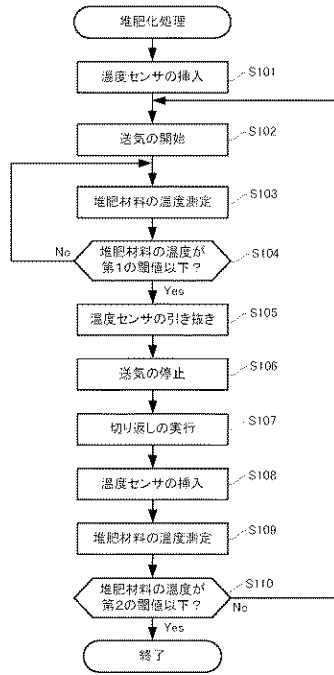 堆肥化処理
温度センサの挿入
S101
送気の開始
S102
堆肥材料の温度測定
S103
堆肥材料の温度が
第1の閾値以下?
S104
No
Yes
温度センサの引き抜き
S105
送気の停止
S106
切り返しの実行
S107
温度センサの挿入
S108
堆肥材料の温度測定
S109
堆肥材料の温度が
第2の閾値以下?
S110
No
Yes
終了